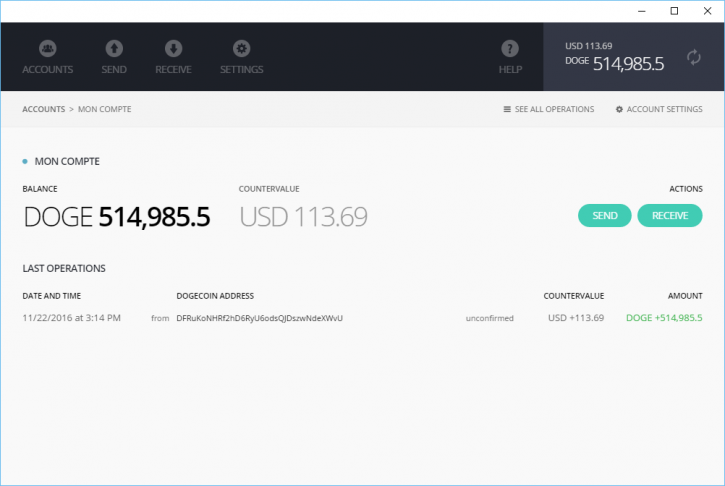 USD 113.69
DOGE 514,985.5
ACCOUNTS SEND RECEIVE SETTINGS HELP
ACCOUNTS > MON COMPTE SEE ALL OPERATIONS ACCOUNT SETTINGS
MON COMPTE
BALANCE COUNTERVALUE ACTIONS
DOGE 514,985.5 USD 113.69 SEND RECEIVE
LAST OPERATIONS
DATE AND TIME DOGECOIN ADDRESS COUNTERVALUE AMOUNT
11/22/2016 at 3:14 PM from DFRuKoNHRf2hD6RyU6odsQJDszwNdeXWvU unconfirmed USD +113.69 DOGE +514,985.5